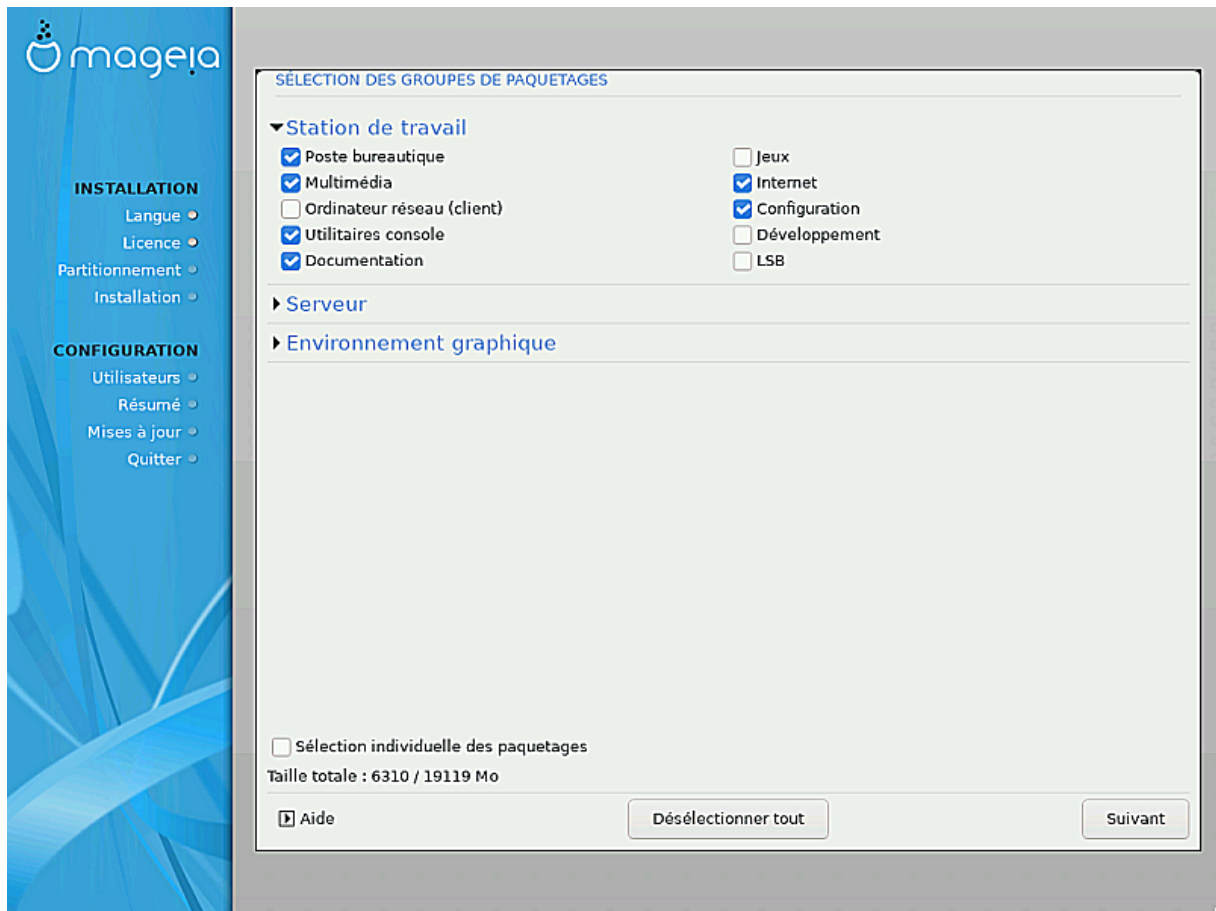 mageia
INSTALLATION
Langue
Licence
Partitionnement
Installation
CONFIGURATION
Utilisateurs
Résumé
Mises à jour
Quitter
SÉLECTION DES GROUPES DE PAQUETAGES
Station de travail
Poste bureautique
Jeux
Multimédia
Internet
Ordinateur réseau (client)
Configuration
Utilitaires console
Développement
Documentation
LSB
Serveur
Environnement graphique
Sélection individuelle des paquetages
Taille totale : 6310 / 19119 Mo
Aide
Désélectionner tout
Suivant